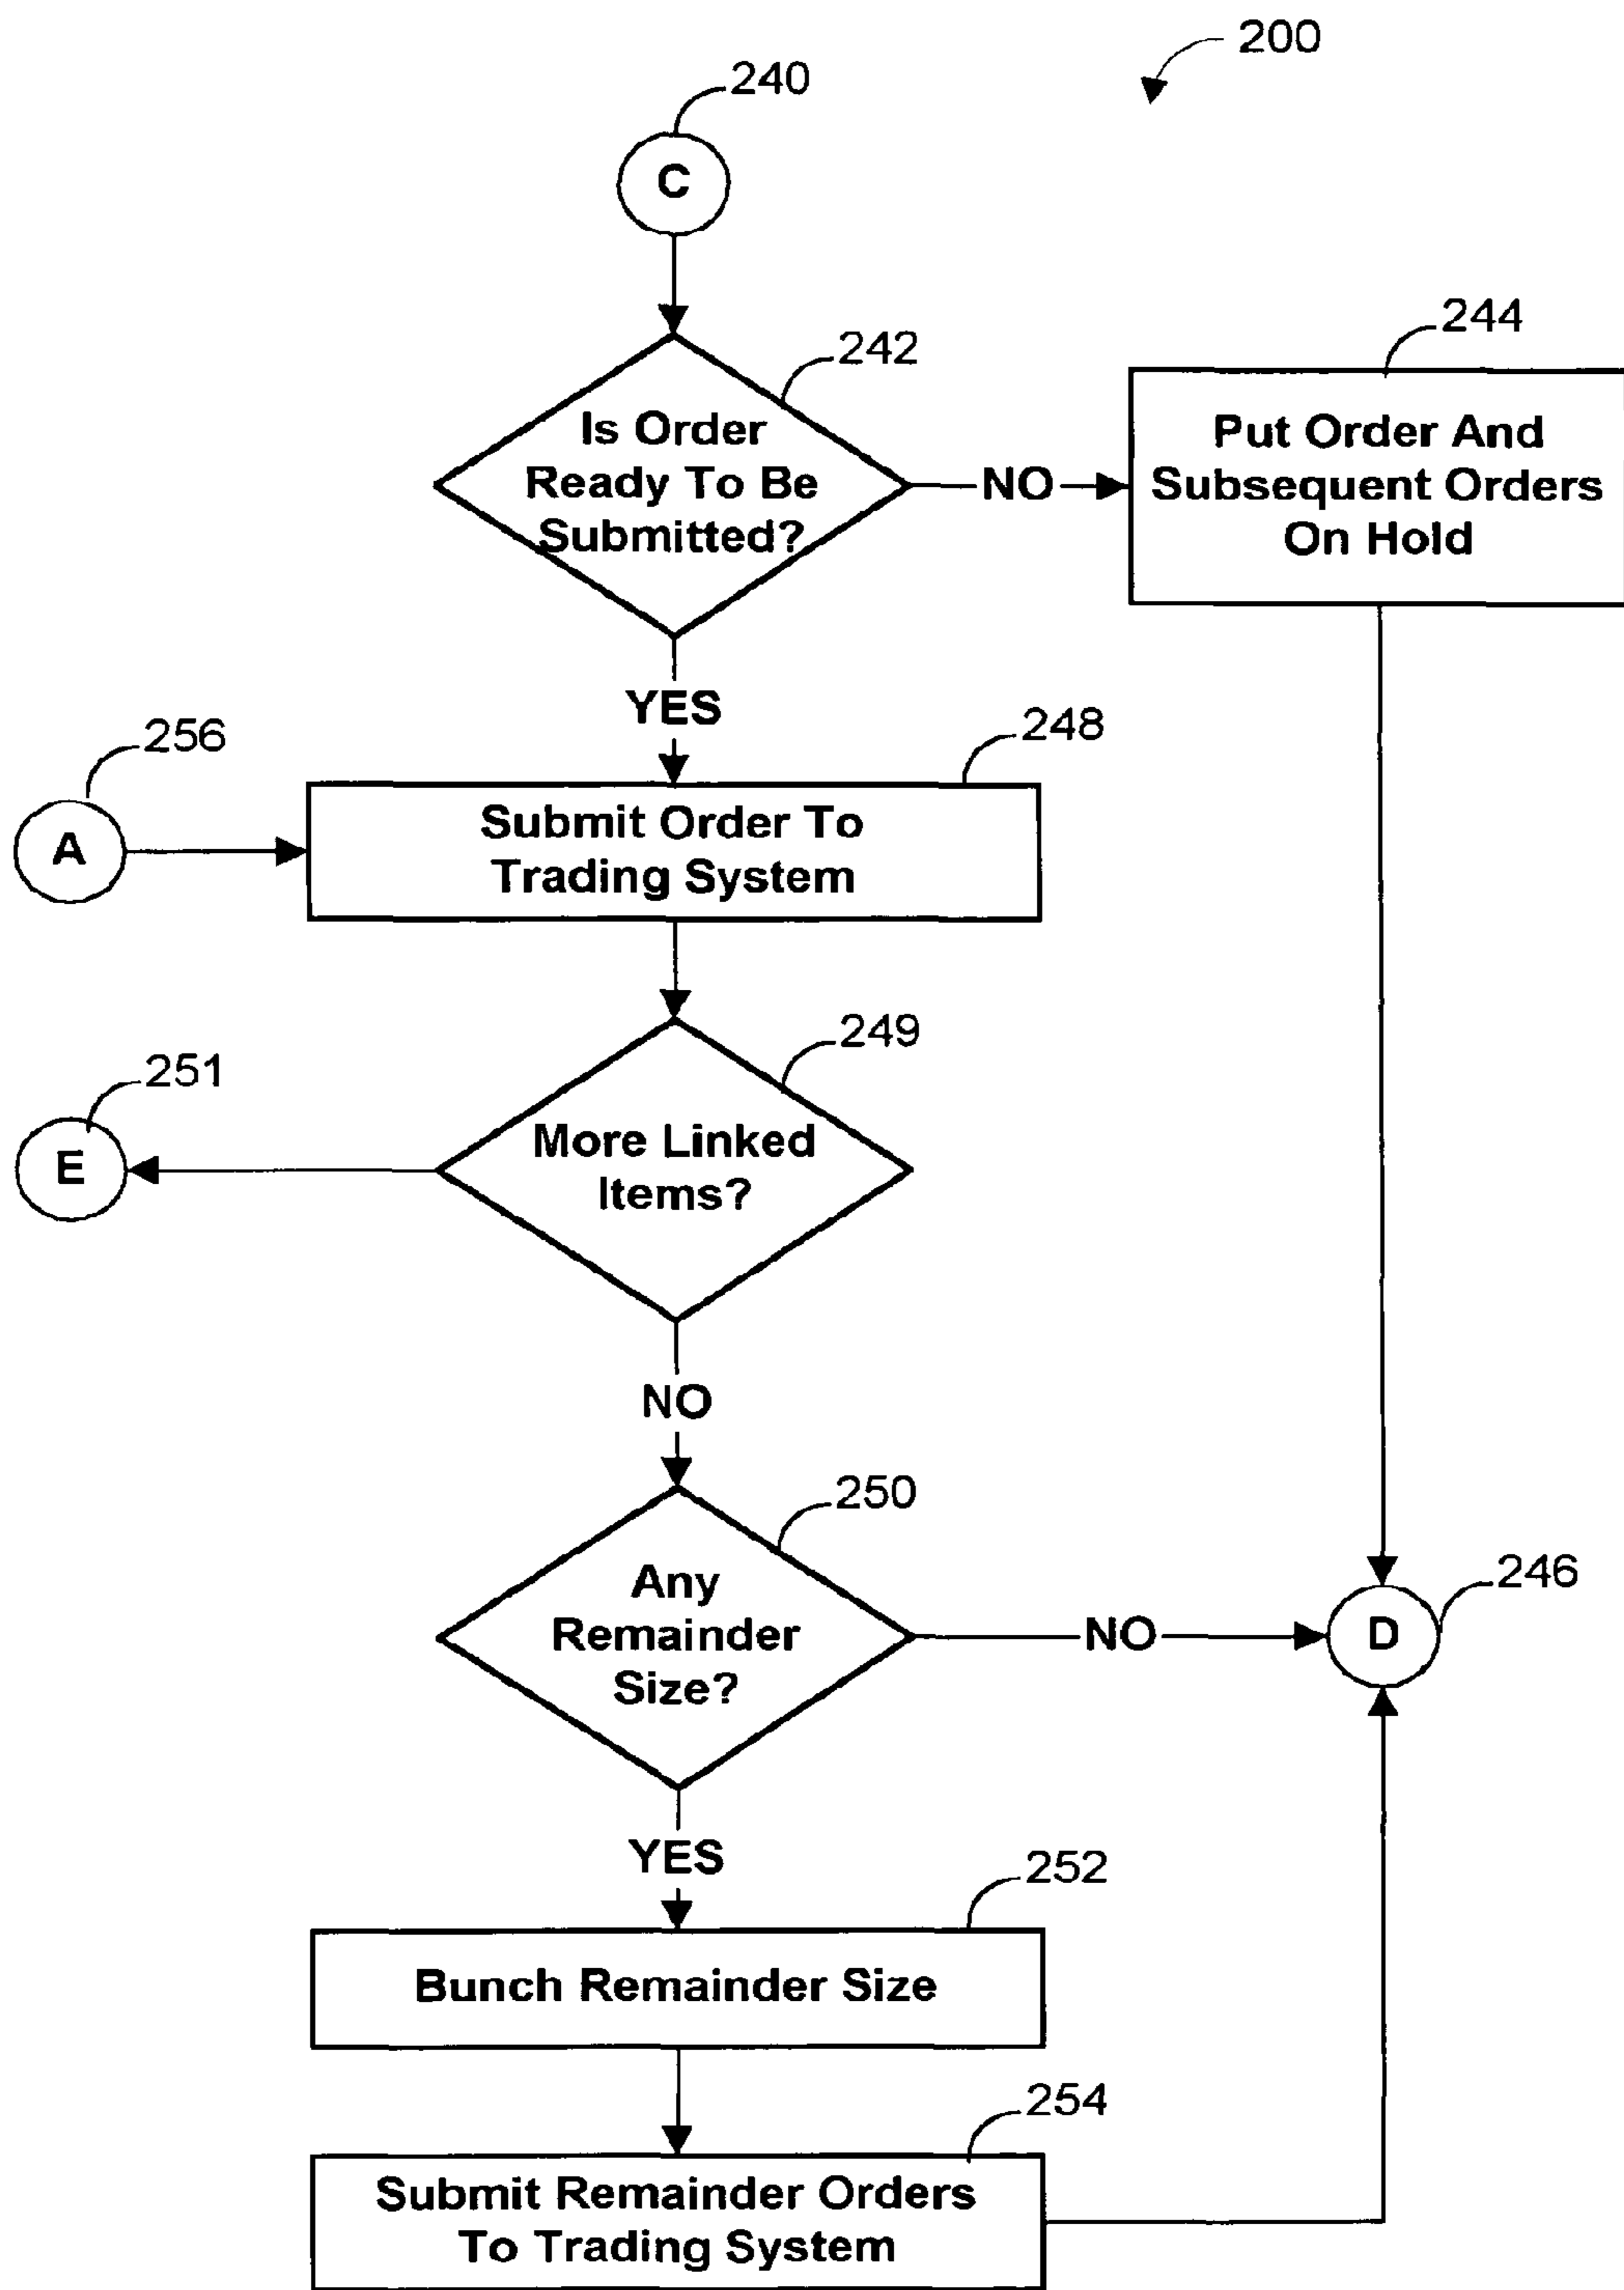 200
240
C
242
Is Order
Ready To Be
Submitted?
NO
244
Put Order And
Subsequent Orders
On Hold
YES
256
A
248
Submit Order To
Trading System
249
More Linked
Items?
251
E
NO
250
Any
Remainder
Size?
NO
246
D
YES
252
Bunch Remainder Size
254
Submit Remainder Orders
To Trading System